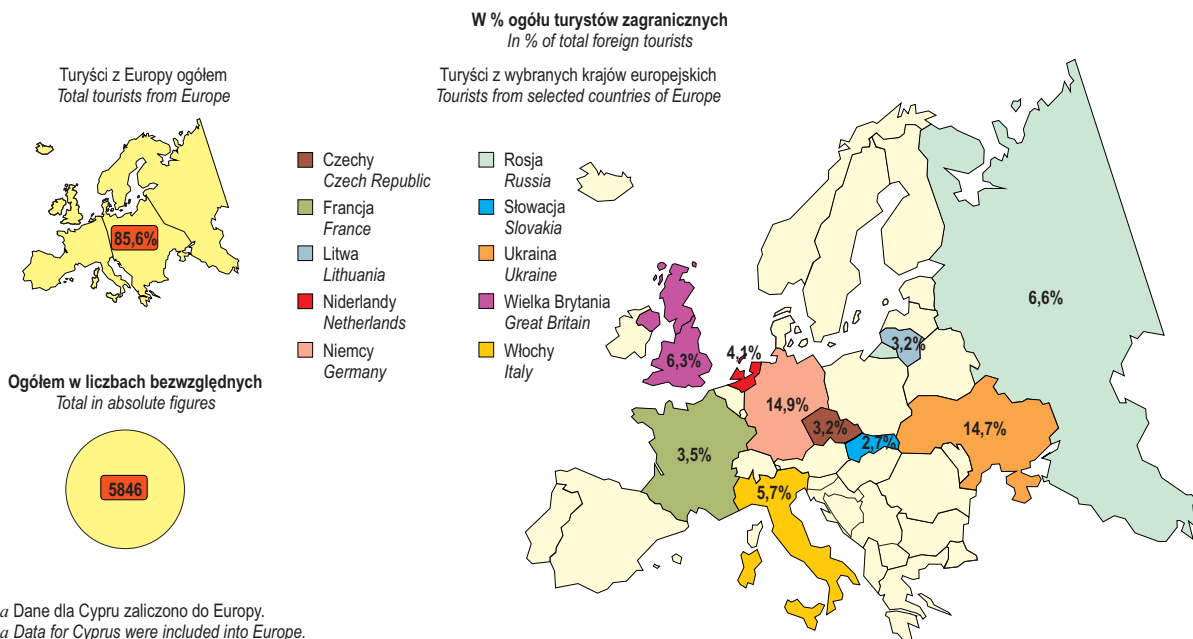 W % ogółu turystów zagranicznych
In % of total foreign tourists
Turyści z Europy ogółem
Total tourists from Europe
85,6%
Ogółem w liczbach bezwzględnych
Total in absolute figures
5846
Turyści z wybranych krajów europejskich
Tourists from selected countries of Europe
Czechy
Czech Republic
Francja
France
Litwa
Lithuania
Niderlandy
Netherlands
Niemcy
Germany
Rosja
Russia
Słowacja
Slovakia
Ukraina
Ukraine
Wielka Brytania
Great Britain
Włochy
Italy
6,6%
3,2%
4,1%
6,3%
14,9%
3,2%
2,7%
14,7%
3,5%
5,7%
a Dane dla Cypru zaliczono do Europy.
a Data for Cyprus were included into Europe.